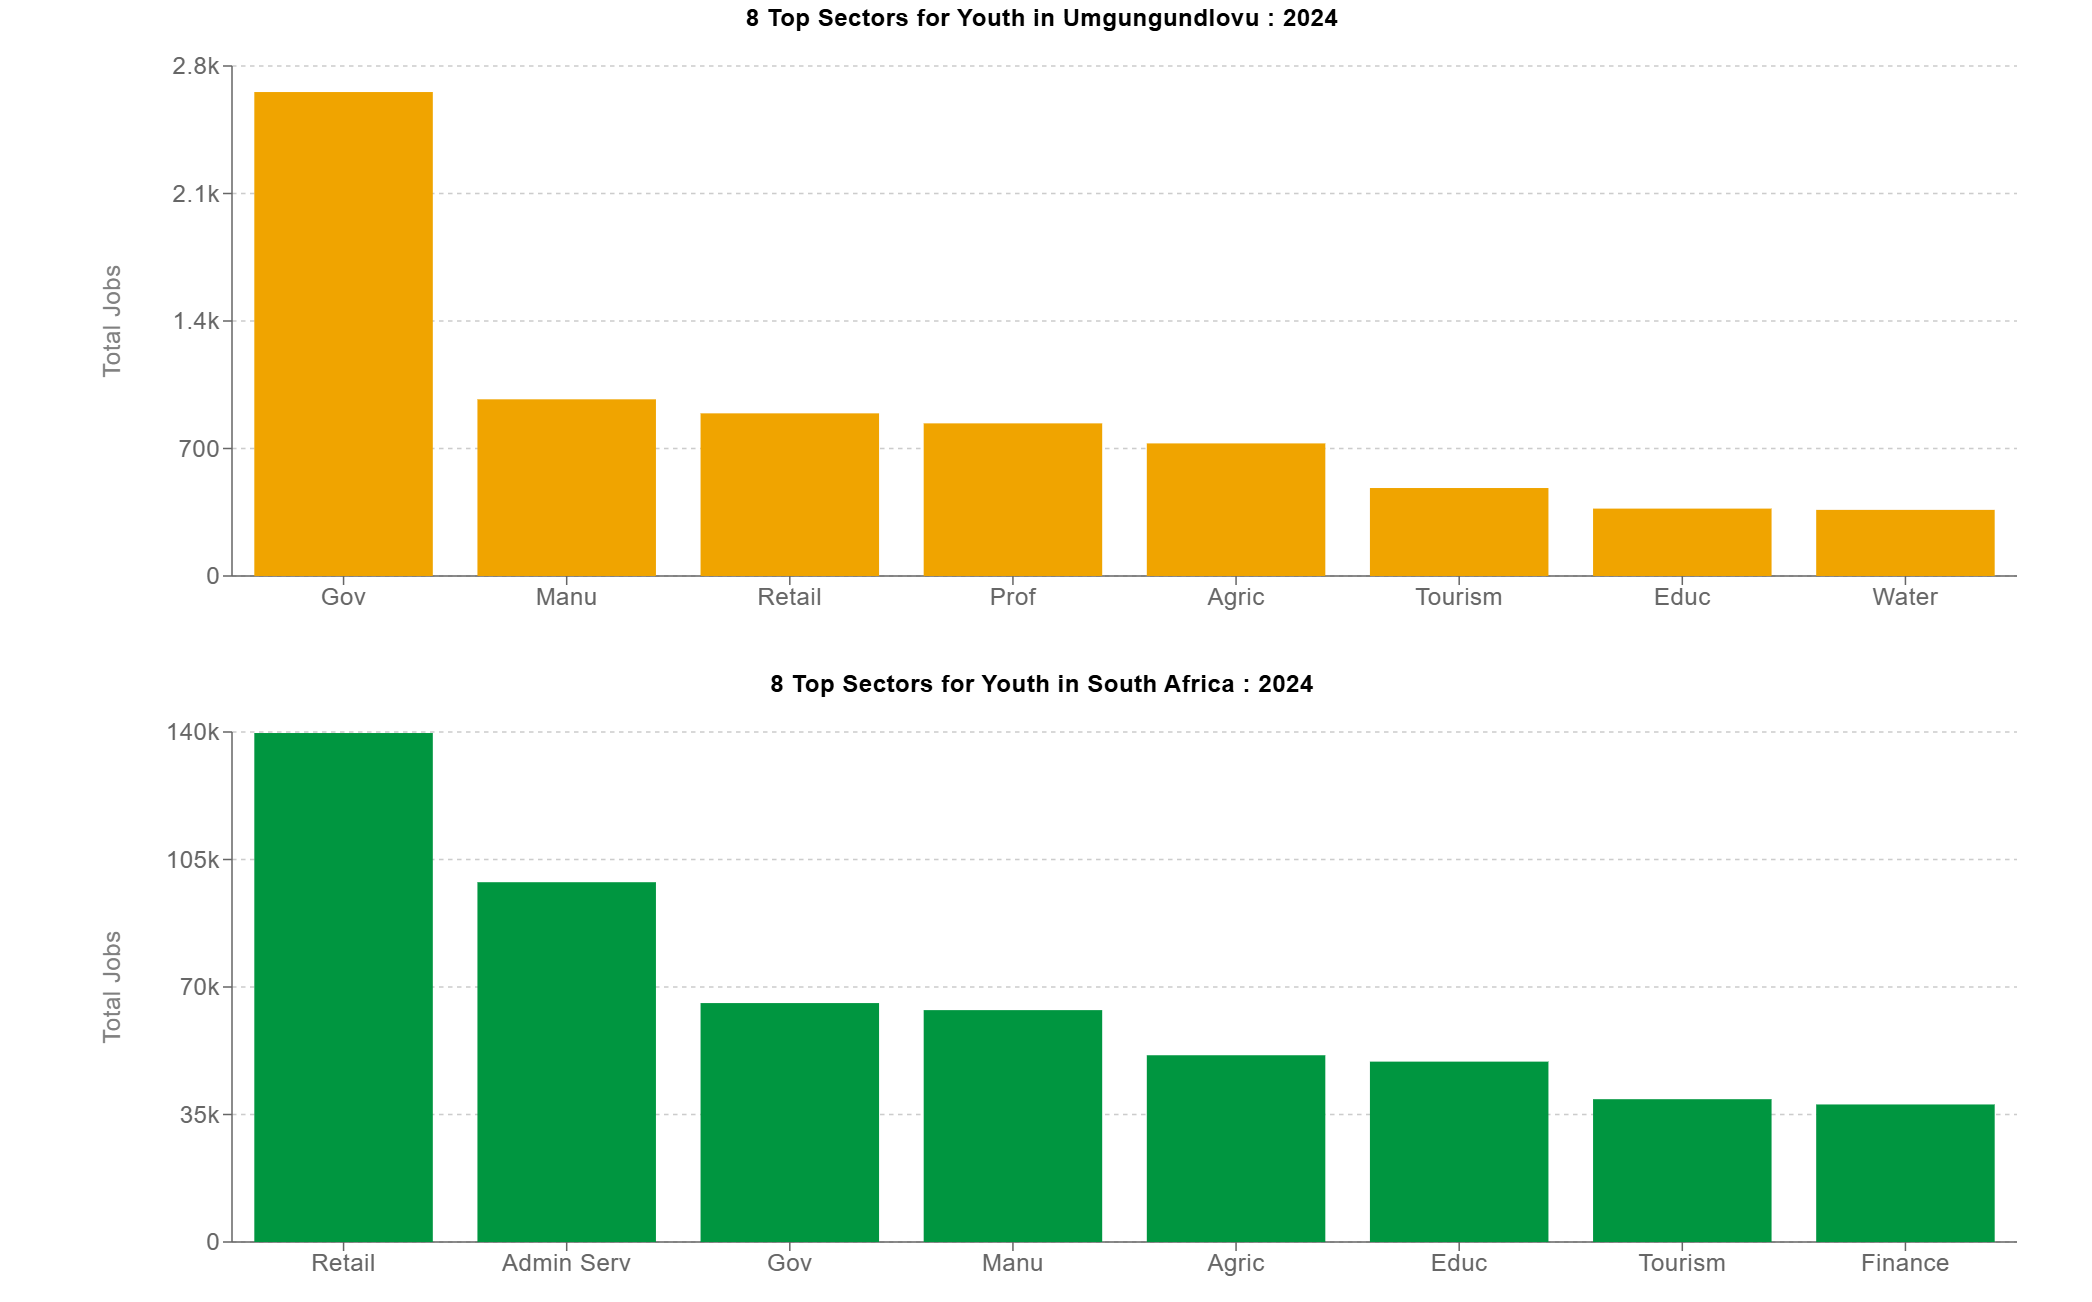 8 Top Sectors for Youth in Umgungundlovu : 2024
2.8k
2.1k
1.4k
700
0
Total Jobs
Gov Manu Retail Prof Agric Tourism Educ Water
8 Top Sectors for Youth in South Africa : 2024
140k
105k
70k
35k
0
Total Jobs
Retail Admin Serv Gov Manu Agric Educ Tourism Finance